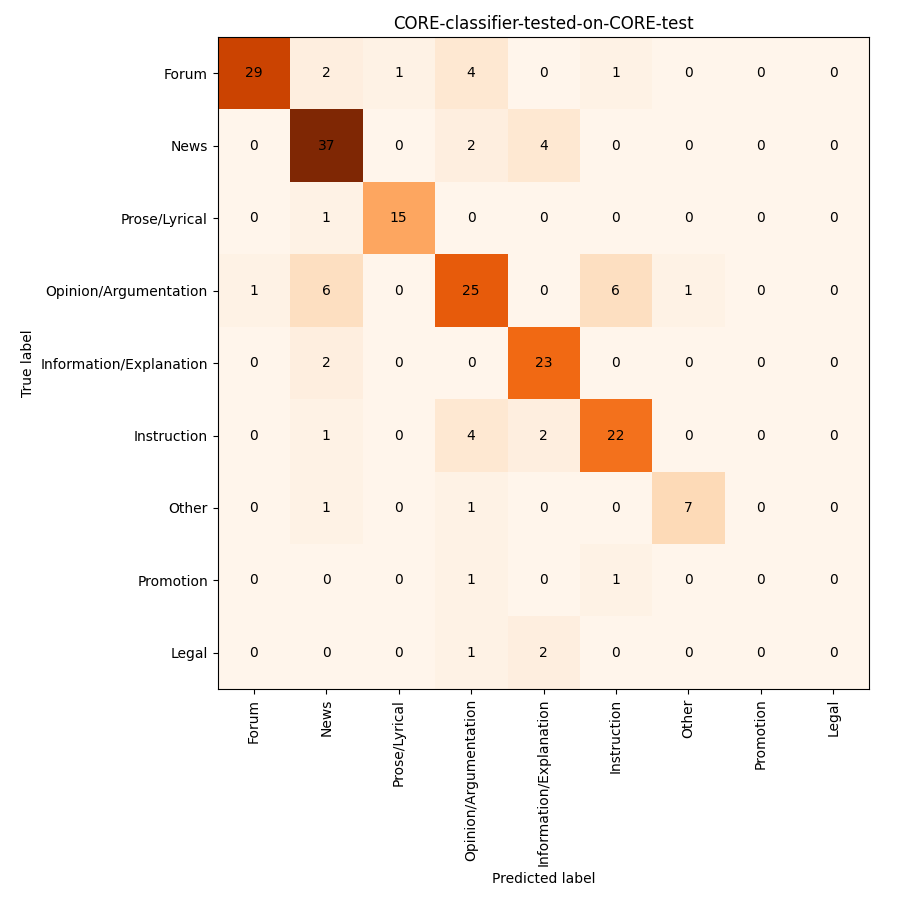 CORE-classifier-tested-on-CORE-test
Forum 29 2 1 4 0 1 0 0 0
News 0 37 0 2 4 0 0 0 0
Prose/Lyrical 0 1 15 0 0 0 0 0 0
Opinion/Argumentation 1 6 0 25 0 6 1 0 0
Information/Explanation 0 2 0 0 23 0 0 0 0
Instruction 0 1 0 4 2 22 0 0 0
Other 0 1 0 1 0 0 7 0 0
Promotion 0 0 0 1 0 1 0 0 0
Legal 0 0 0 1 2 0 0 0 0
True label
Forum
News
Prose/Lyrical
Opinion/Argumentation
Information/Explanation
Instruction
Other
Promotion
Legal
Predicted label